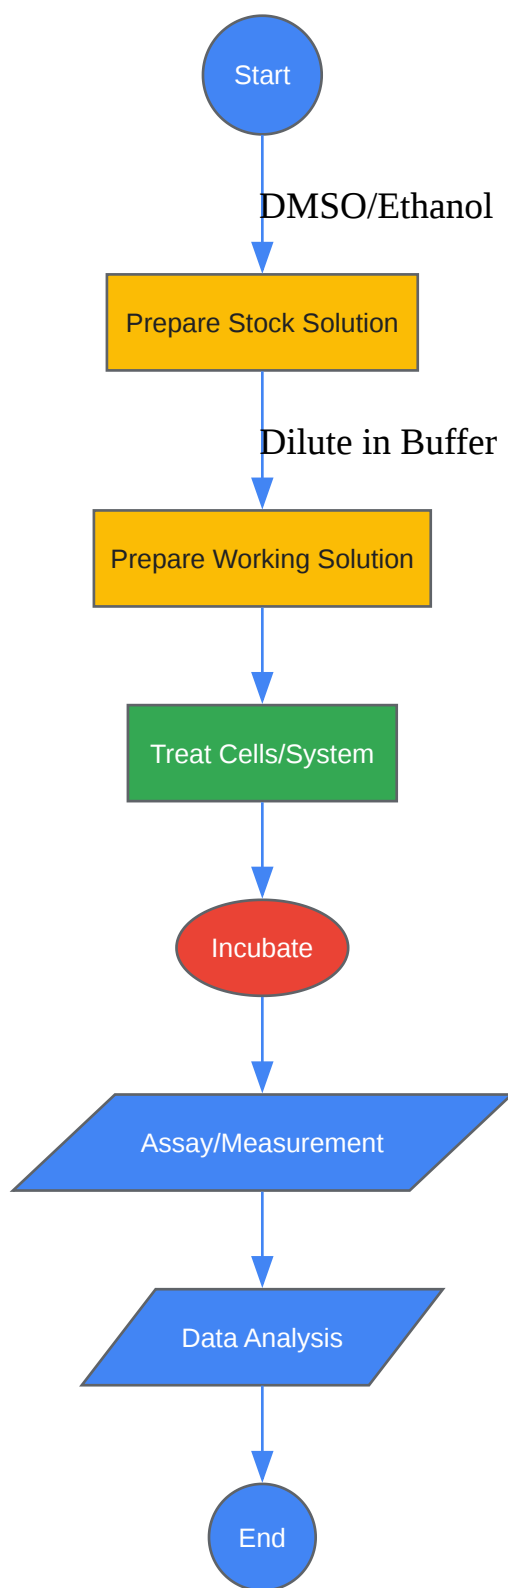 Start
DMSO/Ethanol
Prepare Stock Solution
Dilute in Buffer
Prepare Working Solution
Treat Cells/System
Incubate
Assay/Measurement
Data Analysis
End